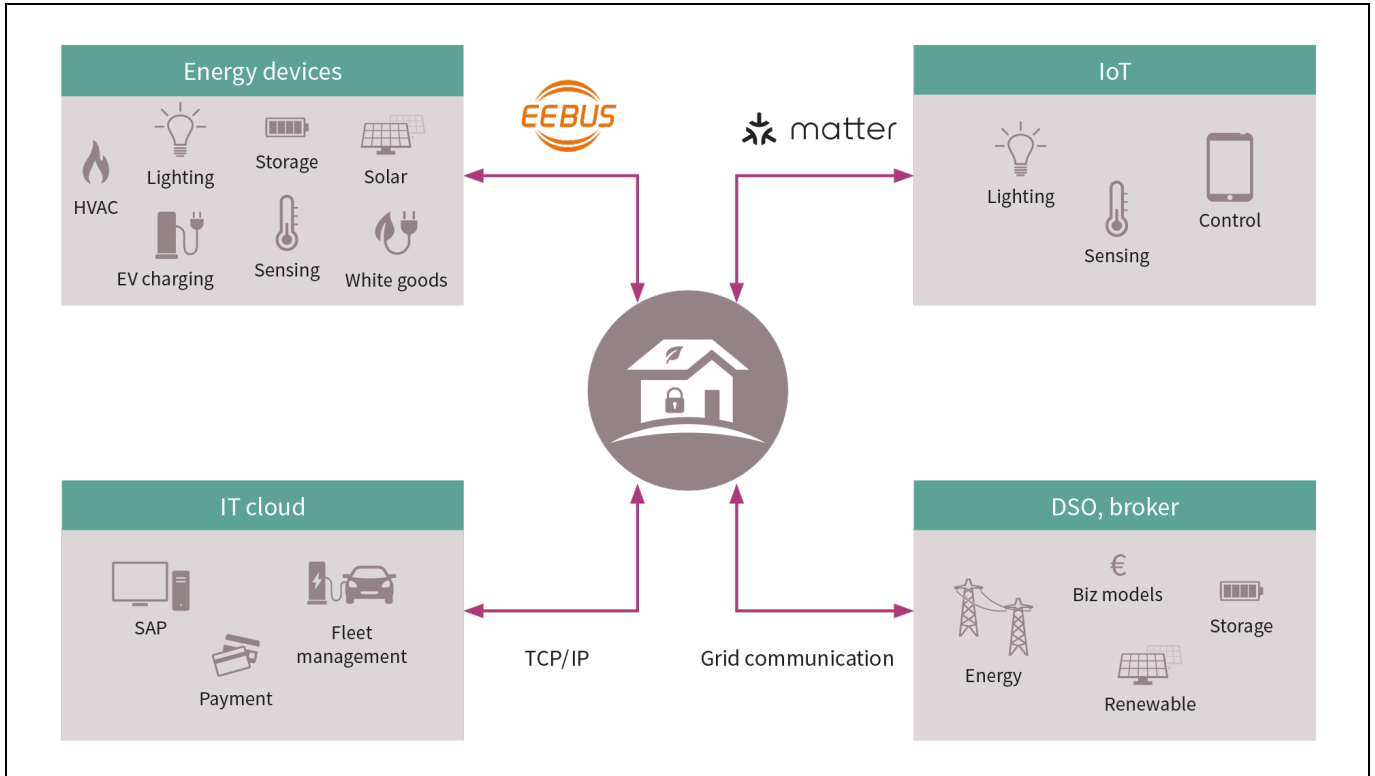 Energy devices
HVAC
Lighting
Storage
Solar
EV charging
Sensing
White goods
EEBUS
matter
IoT
Lighting
Sensing
Control
IT cloud
SAP
Payment
Fleet
management
TCP/IP
Grid communication
DSO, broker
Energy
€
Biz models
Renewable
Storage